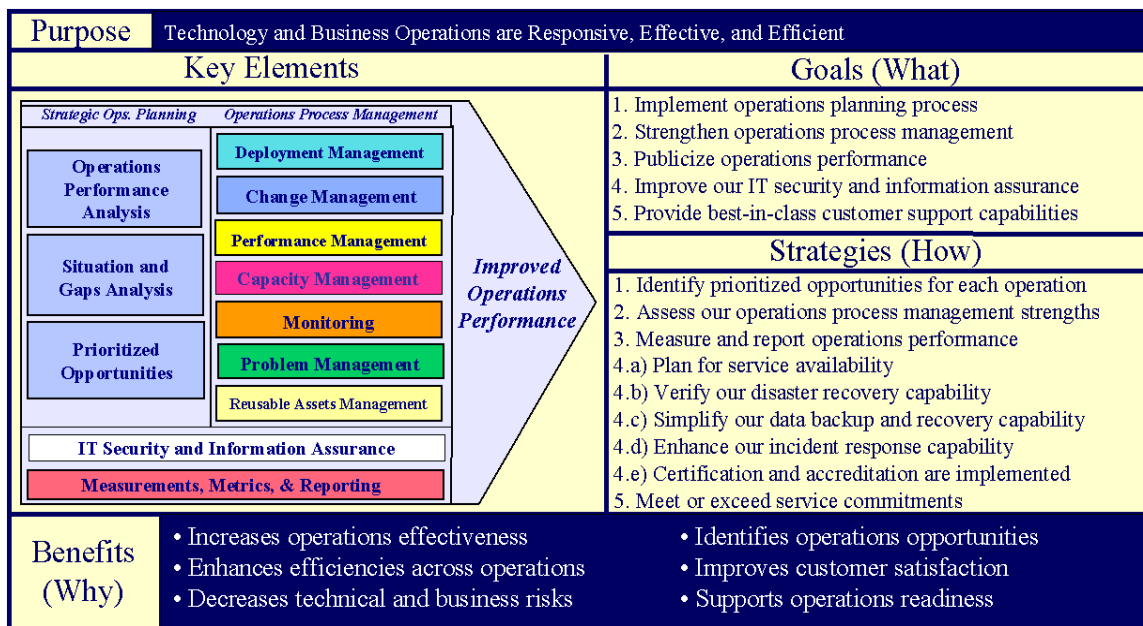 Purpose
Technology and Business Operations are Responsive, Effective, and Efficient
Key Elements
Strategic Ops. Planning
Operations Process Management
Operations
Performance
Analysis
Situation and
Gaps Analysis
Prioritized
Opportunities
Deployment Management
Change Management
Performance Management
Capacity Management
Monitoring
Problem Management
Reusable Assets Management
IT Security and Information Assurance
Measurements, Metrics, & Reporting
Improved
Operations
Performance
Goals (What)
1. Implement operations planning process
2. Strengthen operations process management
3. Publicize operations performance
4. Improve our IT security and information assurance
5. Provide best-in-class customer support capabilities
Strategies (How)
1. Identify prioritized opportunities for each operation
2. Assess our operations process management strengths
3. Measure and report operations performance
4.a) Plan for service availability
4.b) Verify our disaster recovery capability
4.c) Simplify our data backup and recovery capability
4.d) Enhance our incident response capability
4.e) Certification and accreditation are implemented
5. Meet or exceed service commitments
Benefits
(Why)
• Increases operations effectiveness
• Enhances efficiencies across operations
• Decreases technical and business risks
• Identifies operations opportunities
• Improves customer satisfaction
• Supports operations readiness